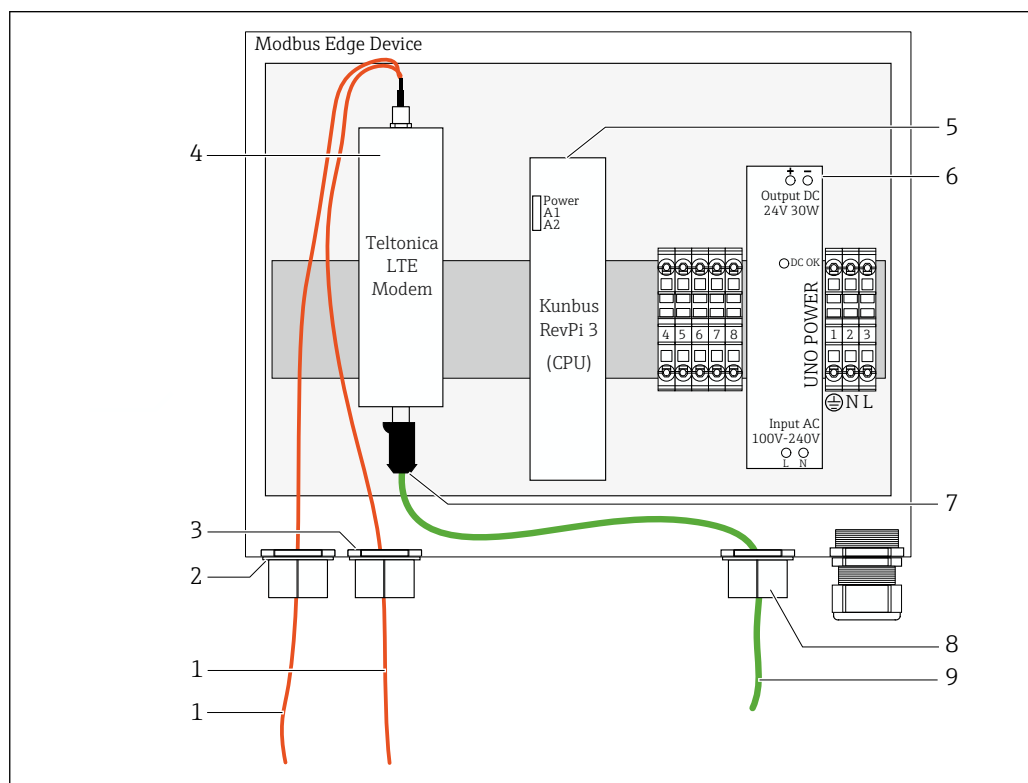 Modbus Edge Device
4
5
6
+ -
Output DC
24V 30W
Power
A1
A2
Teltonica
LTE
Modem
DC OK
Kunbus
RevPi 3
(CPU)
UNO POWER
4 5 6 7 8
1 2 3
N L
Input AC
100V-240V
L N
7
3
2
8
1
9
1